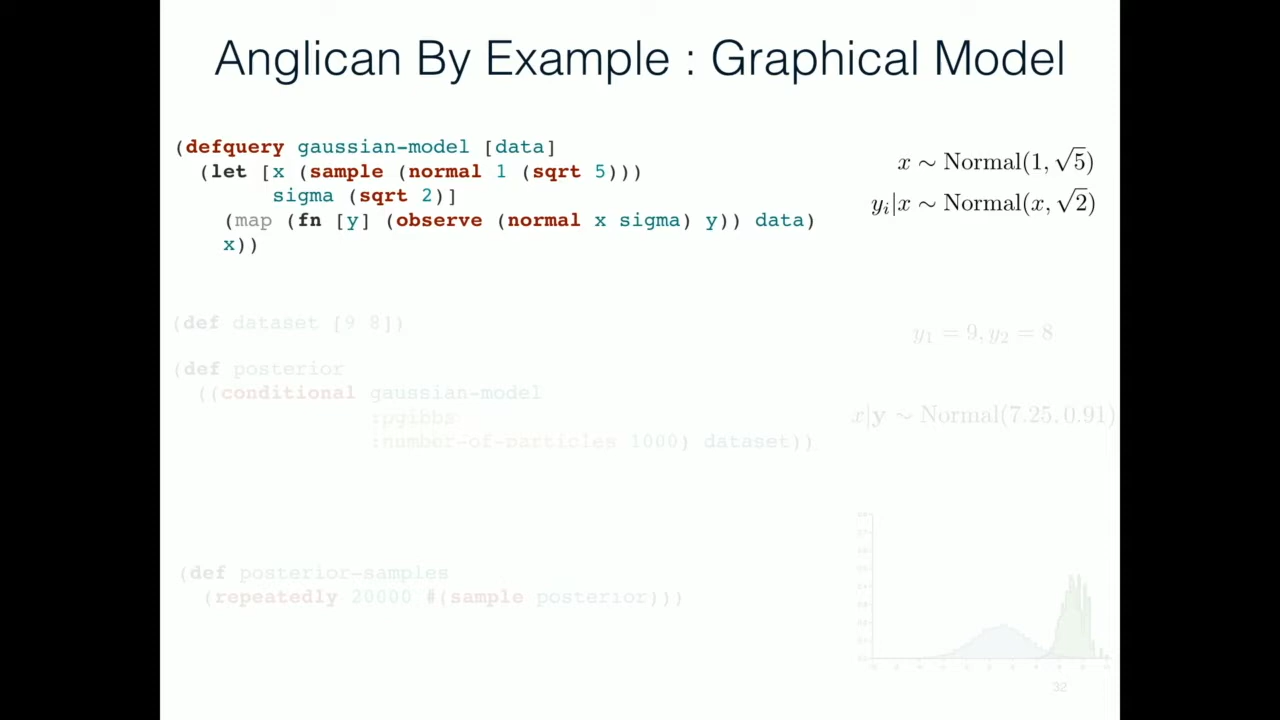 Anglican By Example : Graphical Model
(defquery gaussian-model [data]
(let [x (sample (normal 1 (sqrt 5)))
sigma (sqrt 2)]
(map (fn [y] (observe (normal x sigma) y)) data)
x))
x ∼ Normal(1, √5)
yᵢ|x ∼ Normal(x, √2)
(def dataset [9 8])
y₁ = 9, y₂ = 8
(def posterior
((conditional gaussian-model
:pgibbs
:number-of-particles 1000) dataset))
x|y ∼ Normal(7.25, 0.91)
(def posterior-samples
(repeatedly 20000 #(sample posterior)))
32